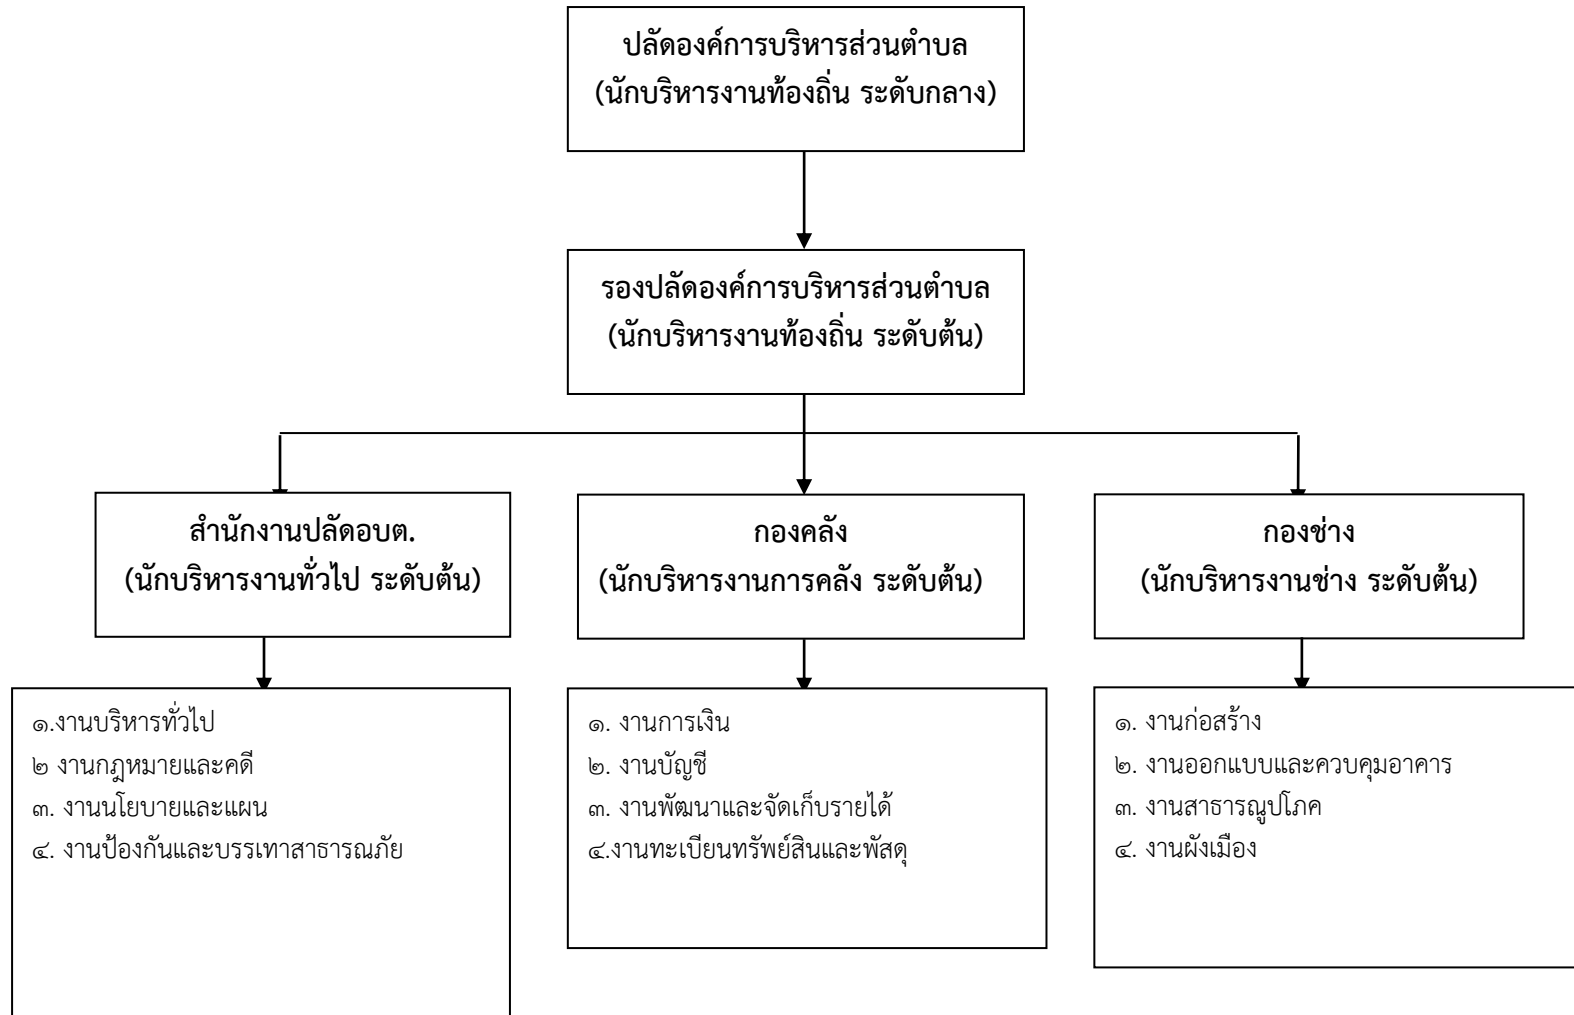 ปลัดองค์การบริหารส่วนตำบล
(นักบริหารงานท้องถิ่น ระดับกลาง)
รองปลัดองค์การบริหารส่วนตำบล
(นักบริหารงานท้องถิ่น ระดับต้น)
สำนักงานปลัดอบต.
(นักบริหารงานทั่วไป ระดับต้น)
กองคลัง
(นักบริหารงานการคลัง ระดับต้น)
กองช่าง
(นักบริหารงานช่าง ระดับต้น)
๑.งานบริหารทั่วไป
๒ งานกฎหมายและคดี
๓. งานนโยบายและแผน
๔. งานป้องกันและบรรเทาสาธารณภัย
๑. งานการเงิน
๒. งานบัญชี
๓. งานพัฒนาและจัดเก็บรายได้
๔.งานทะเบียนทรัพย์สินและพัสดุ
๑. งานก่อสร้าง
๒. งานออกแบบและควบคุมอาคาร
๓. งานสาธารณูปโภค
๔. งานผังเมือง